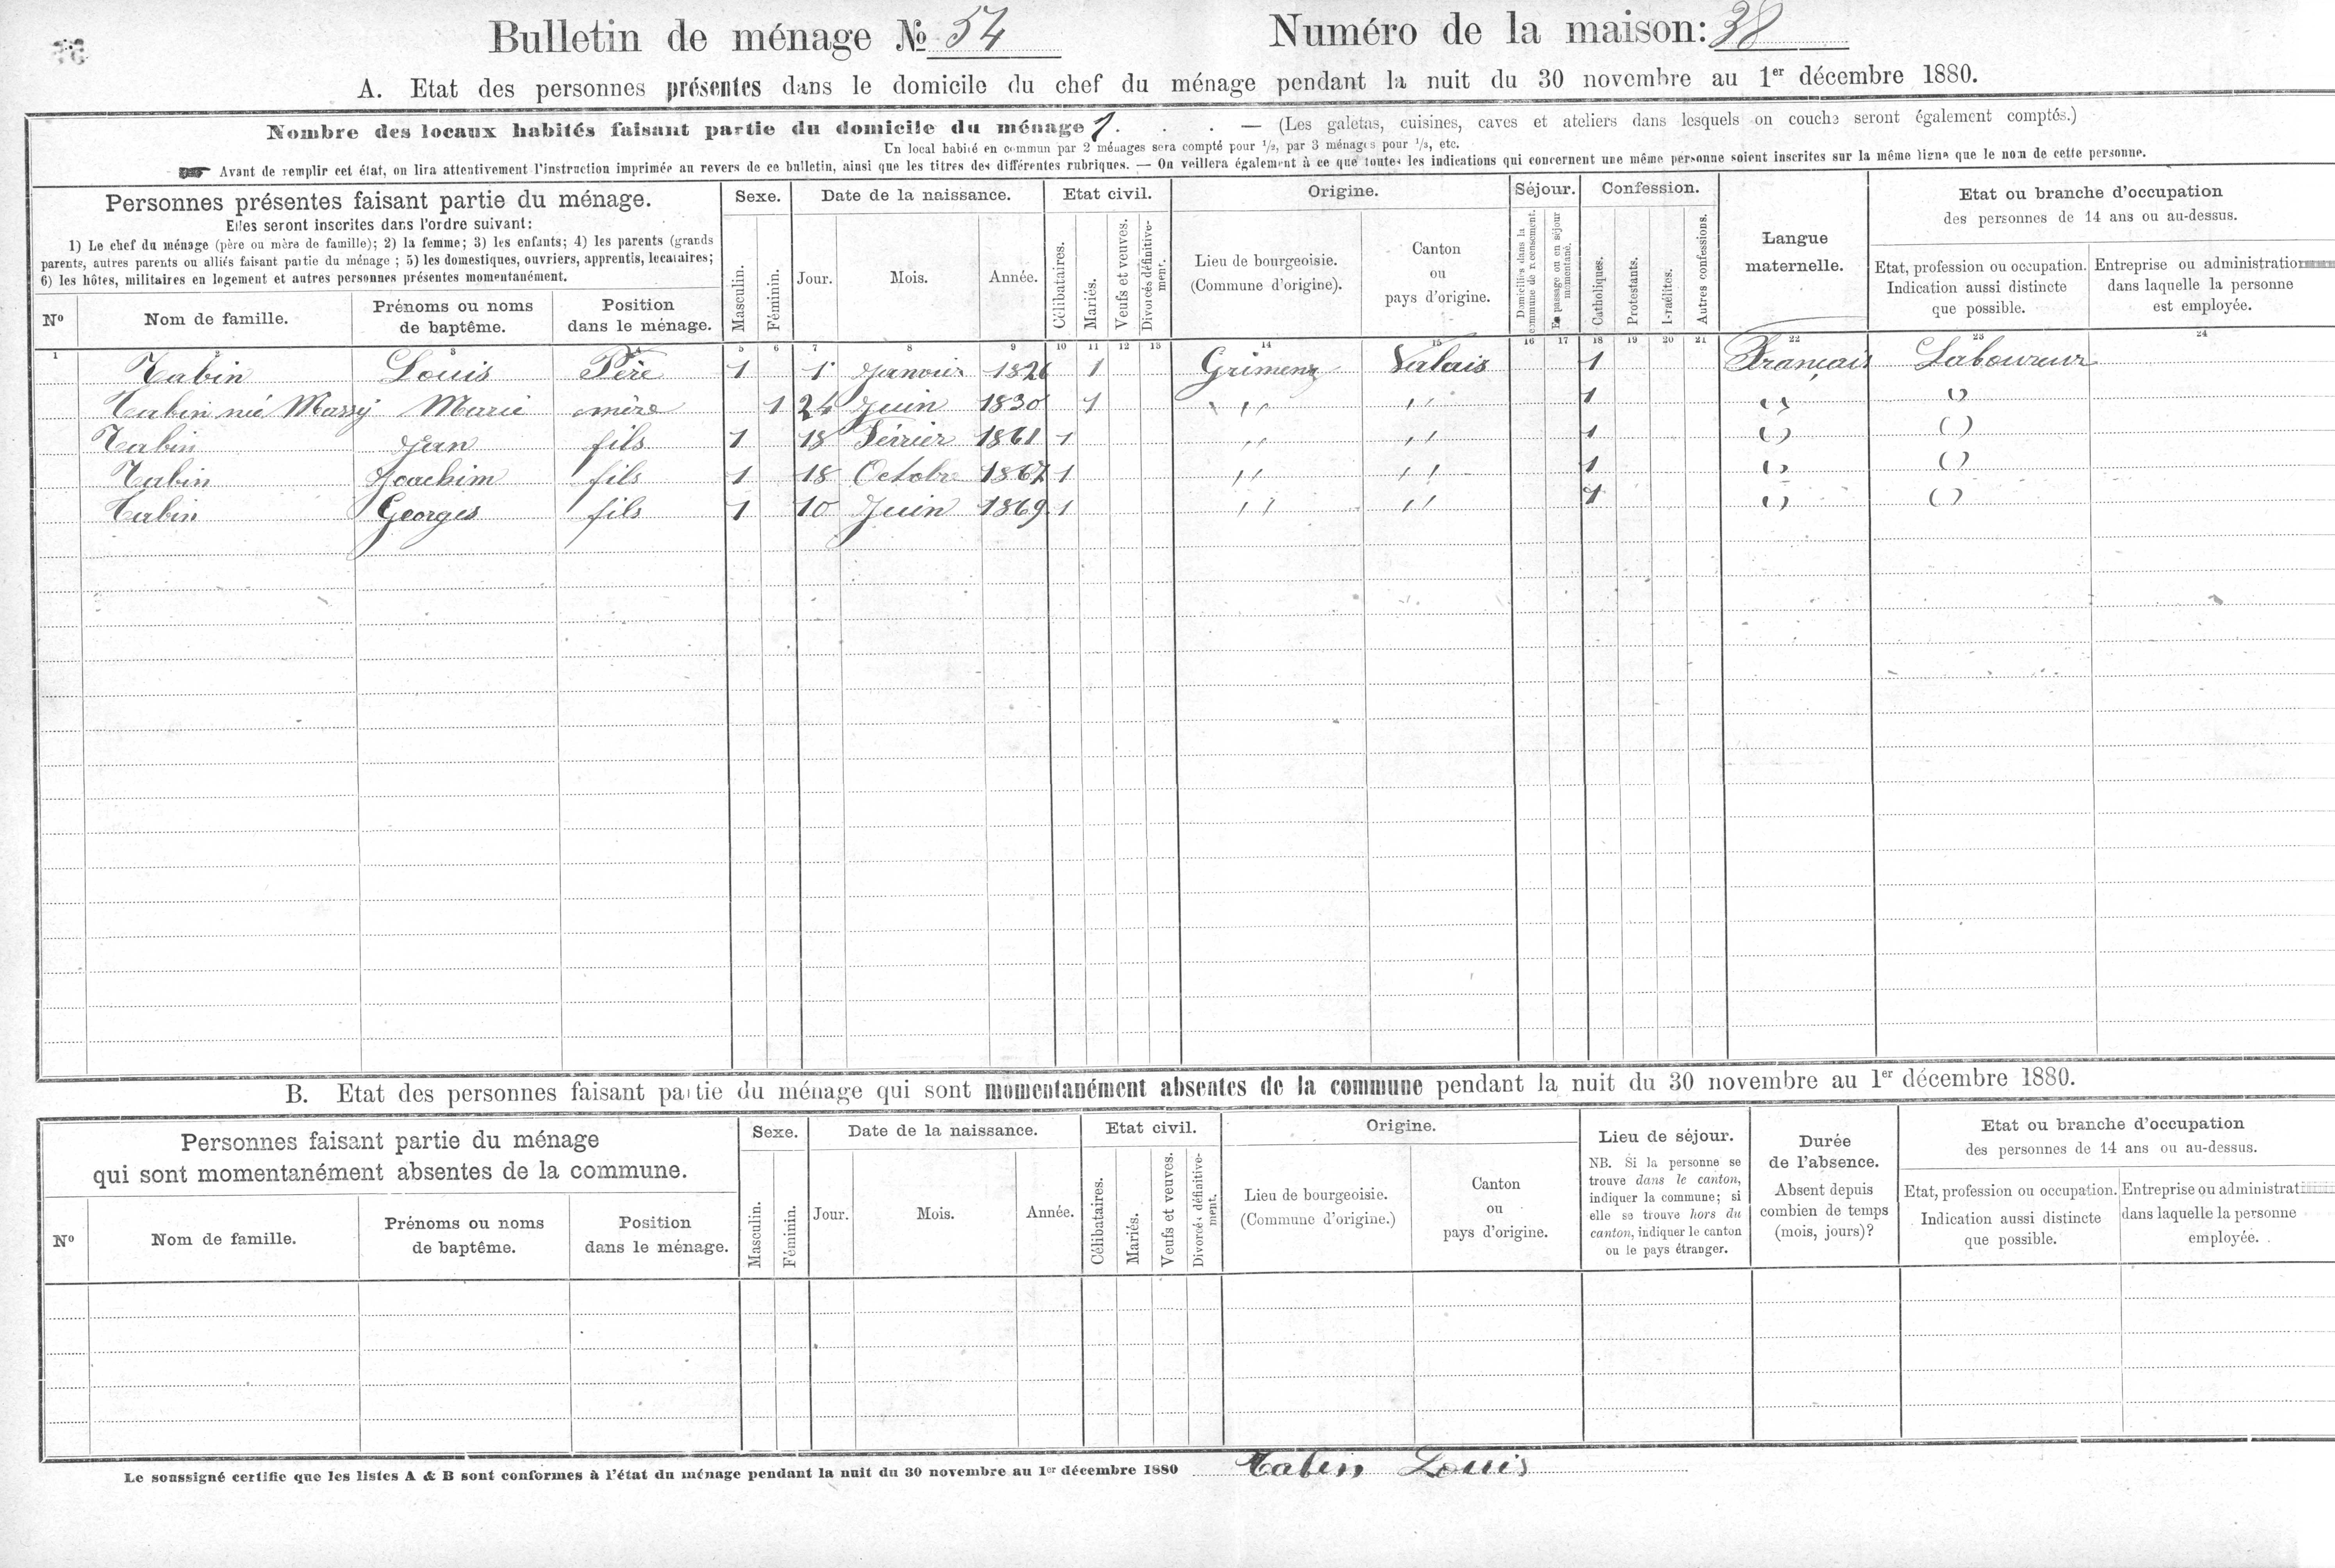 Bulletin de ménage № 54 Numéro de la maison: 38
A. Etat des personnes présentes dans le domicile du chef du ménage pendant la nuit du 30 novembre au 1er décembre 1880.
Nombre des locaux habités faisant partie du domicile du ménage 1 . . . — (Les galetas, cuisines, caves et ateliers dans lesquels on couche seront également comptés.)
Un local habité en commun par 2 ménages sera compté pour 1/2, par 3 ménages pour 1/3, etc.
Avant de remplir cet état, on lira attentivement l'instruction imprimée au revers de ce bulletin, ainsi que les titres des différentes rubriques. — On veillera également à ce que toutes les indications qui concernent une même personne soient inscrites sur la même ligne que le nom de cette personne.
Personnes présentes faisant partie du ménage.
Elles seront inscrites dans l'ordre suivant:
1) Le chef du ménage (père ou mère de famille); 2) la femme; 3) les enfants; 4) les parents (grands
parents, autres parents ou alliés faisant partie du ménage ; 5) les domestiques, ouvriers, apprentis, locataires;
6) les hôtes, militaires en logement et autres personnes présentes momentanément.
Nº
Nom de famille.
Prénoms ou noms
de baptême.
Position
dans le ménage.
Sexe.
Masculin.
Féminin.
Date de la naissance.
Jour.
Mois.
Année.
Etat civil.
Célibataires.
Mariés.
Veufs et veuves.
Divorcés définitive-
ment.
Origine.
Lieu de bourgeoisie.
(Commune d'origine).
Canton
ou
pays d'origine.
Séjour.
Domiciliés dans la
commune de recensement.
En passage ou en séjour
momentané.
Confession.
Catholiques.
Protestants.
Israélites.
Autres confessions.
Langue
maternelle.
Etat ou branche d'occupation
des personnes de 14 ans ou au-dessus.
Etat, profession ou occupation.
Indication aussi distincte
que possible.
Entreprise ou administration
dans laquelle la personne
est employée.
1 2 3 4 5 6 7 8 9 10 11 12 13 14 15 16 17 18 19 20 21 22 23 24
Tabin Louis Père 1 1 Janvier 1826 1 Grimenz Valais 1 Français Laboureur
Tabin née Massy Marie mère 1 24 Juin 1830 1 " " 1 " "
Tabin Jean fils 1 18 Février 1861 1 " " 1 " "
Tabin Joachim fils 1 18 Octobre 1867 1 " " 1 " "
Tabin Georges fils 1 10 Juin 1869 1 " " 1 " "
B. Etat des personnes faisant partie du ménage qui sont momentanément absentes de la commune pendant la nuit du 30 novembre au 1er décembre 1880.
Personnes faisant partie du ménage
qui sont momentanément absentes de la commune.
Nº
Nom de famille.
Prénoms ou noms
de baptême.
Position
dans le ménage.
Sexe.
Masculin.
Féminin.
Date de la naissance.
Jour.
Mois.
Année.
Etat civil.
Célibataires.
Mariés.
Veufs et veuves.
Divorcés définitive-
ment.
Origine.
Lieu de bourgeoisie.
(Commune d'origine.)
Canton
ou
pays d'origine.
Lieu de séjour.
NB. Si la personne se
trouve dans le canton,
indiquer la commune; si
elle se trouve hors du
canton, indiquer le canton
ou le pays étranger.
Durée
de l'absence.
Absent depuis
combien de temps
(mois, jours)?
Etat ou branche d'occupation
des personnes de 14 ans ou au-dessus.
Etat, profession ou occupation.
Indication aussi distincte
que possible.
Entreprise ou administrat
dans laquelle la personne
employée.
Le soussigné certifie que les listes A & B sont conformes à l'état du ménage pendant la nuit du 30 novembre au 1er décembre 1880 Tabin Louis